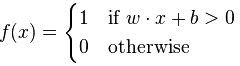 f(x) = { 1 if w · x + b > 0
0 otherwise